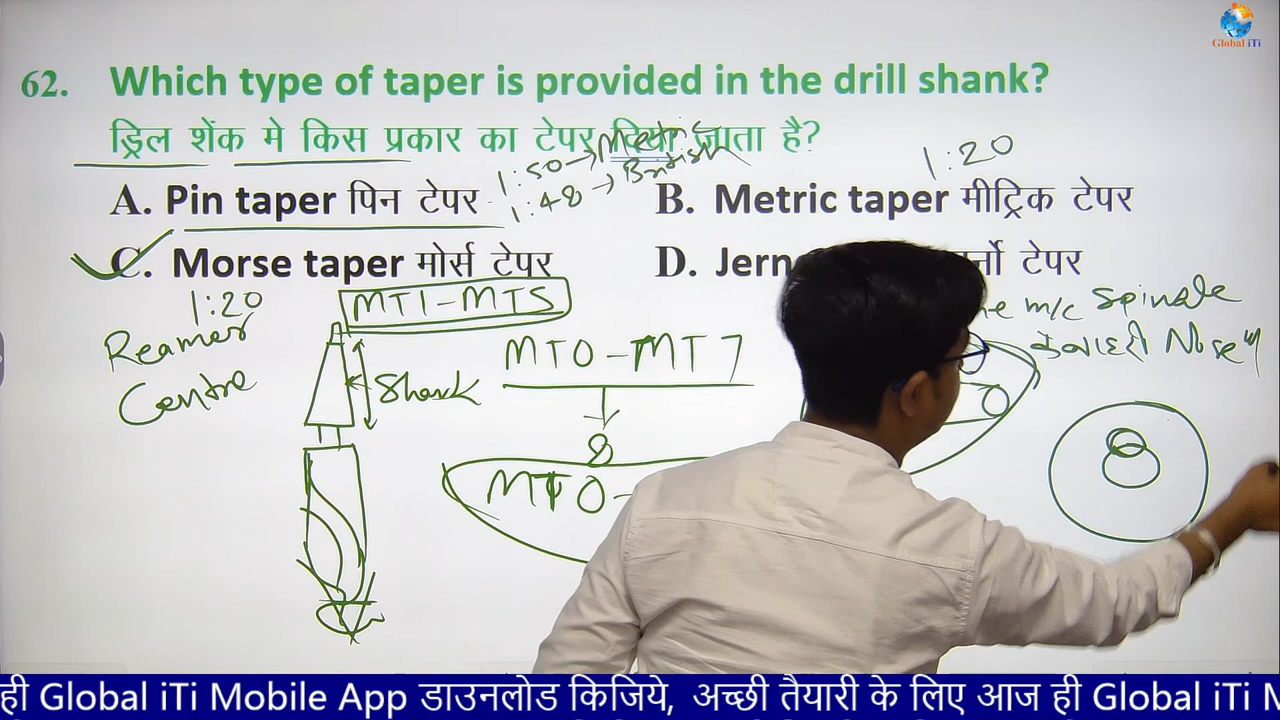 Global iTi
62. Which type of taper is provided in the drill shank?
ड्रिल शेंक मे किस प्रकार का टेपर दिया जाता है?
1:50 → Metric
1:48 → British
1:20
A. Pin taper पिन टेपर
B. Metric taper मीट्रिक टेपर
C. Morse taper मोर्स टेपर
D. Jern र्नो टेपर
1:20
MT1-MT5
m/c Spindle
Nose
Reamer
MT0-MT7
Centre
Shank
8
MT0-
ही Global iTi Mobile App डाउनलोड किजिये, अच्छी तैयारी के लिए आज ही Global iTi M